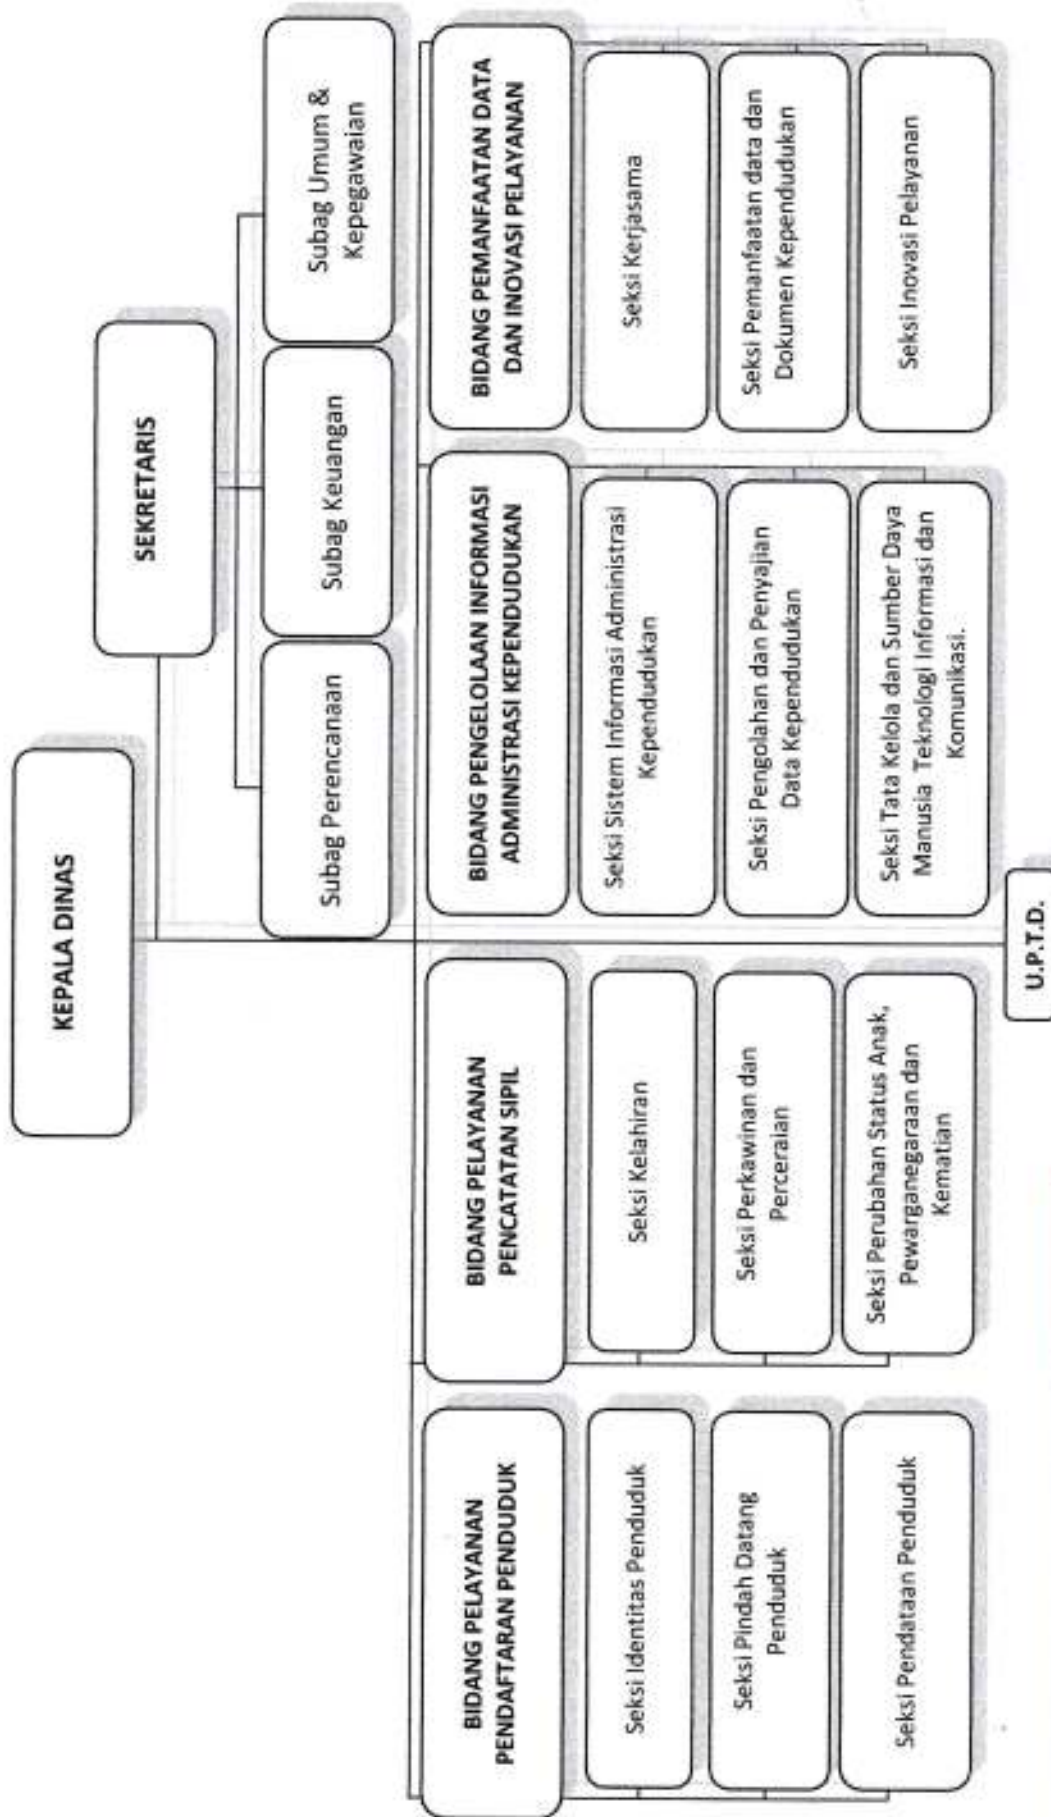 KEPALA DINAS
SEKRETARIS
Subag Perencanaan
Subag Keuangan
Subag Umum &
Kepegawaian
BIDANG PELAYANAN
PENDAFTARAN PENDUDUK
Seksi Identitas Penduduk
Seksi Pindah Datang
Penduduk
Seksi Pendataan Penduduk
BIDANG PELAYANAN
PENCATATAN SIPIL
Seksi Kelahiran
Seksi Perkawinan dan
Perceraian
Seksi Perubahan Status Anak,
Pewarganegaraan dan
Kematian
BIDANG PENGELOLAAN INFORMASI
ADMINISTRASI KEPENDUDUKAN
Seksi Sistem Informasi Administrasi
Kependudukan
Seksi Pengolahan dan Penyajian
Data Kependudukan
Seksi Tata Kelola dan Sumber Daya
Manusia Teknologi Informasi dan
Komunikasi.
BIDANG PEMANFAATAN DATA
DAN INOVASI PELAYANAN
Seksi Kerjasama
Seksi Pemanfaatan data dan
Dokumen Kependudukan
Seksi Inovasi Pelayanan
U.P.T.D.